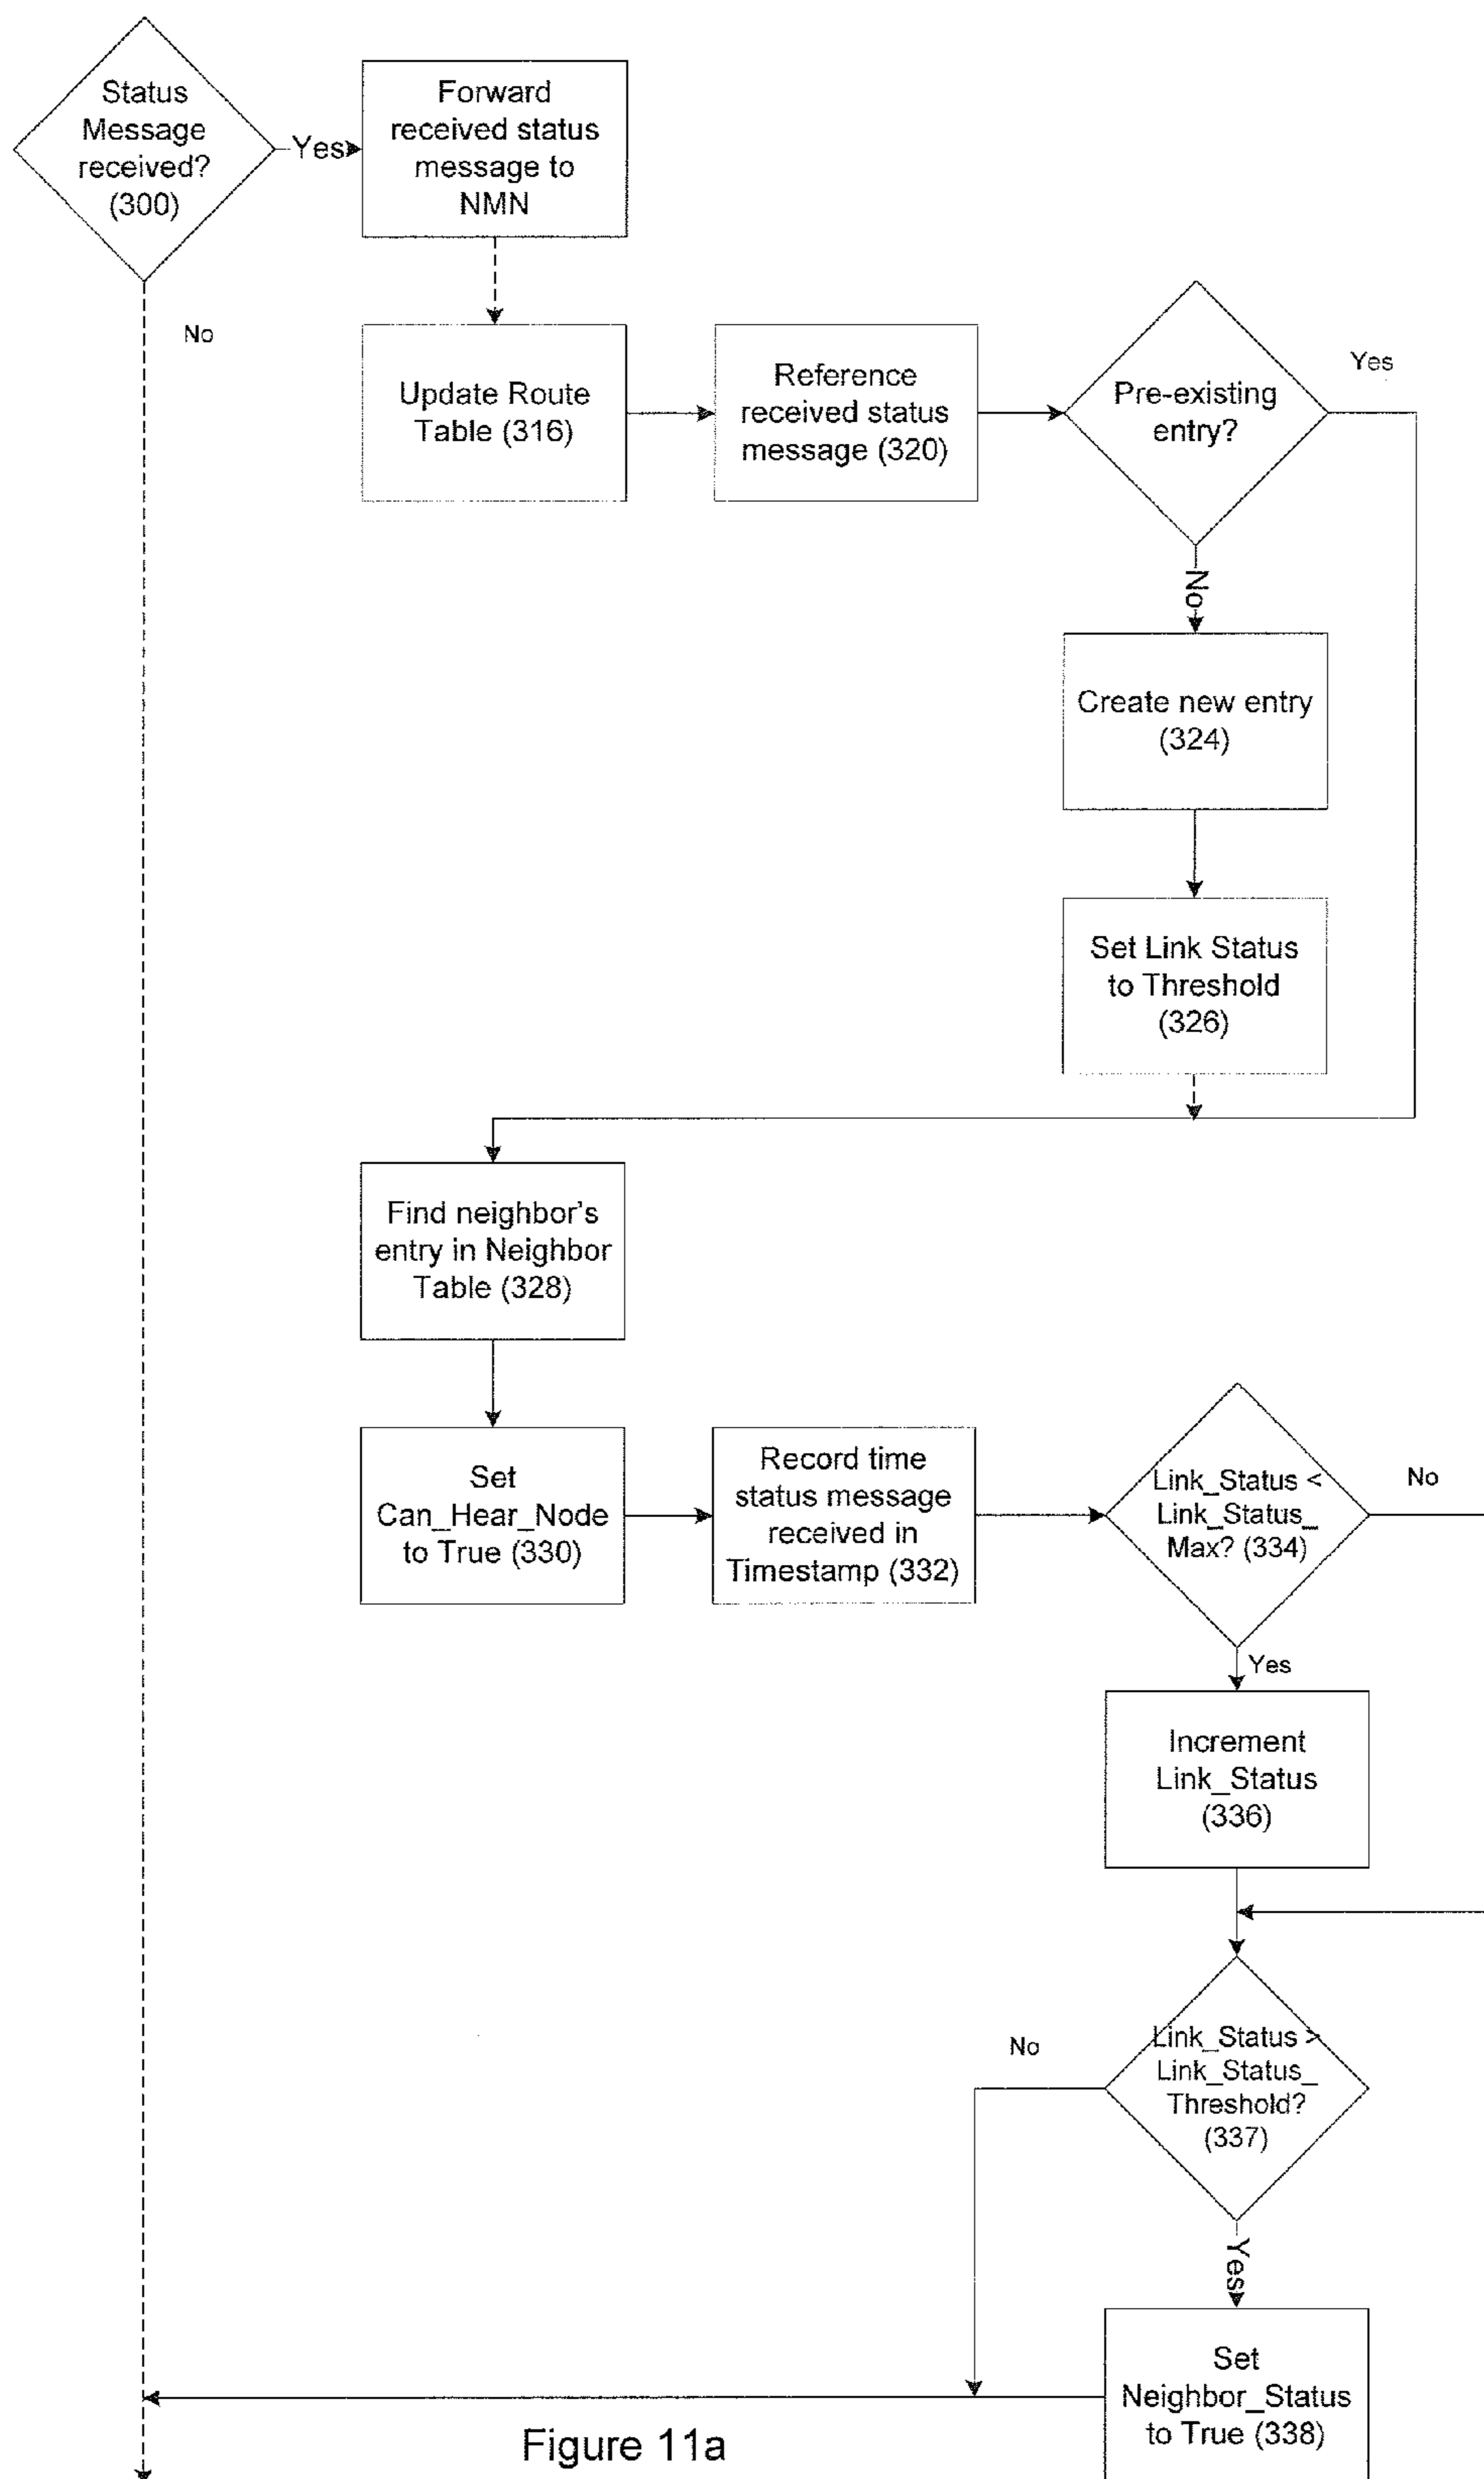 Status
Message
received?
(300)
Yes
Forward
received status
message to
NMN
No
Update Route
Table (316)
Reference
received status
message (320)
Pre-existing
entry?
Yes
No
Create new entry
(324)
Set Link Status
to Threshold
(326)
Find neighbor's
entry in Neighbor
Table (328)
Set
Can_Hear_Node
to True (330)
Record time
status message
received in
Timestamp (332)
Link_Status <
Link_Status_
Max? (334)
No
Yes
Increment
Link_Status
(336)
Link_Status >
Link_Status_
Threshold?
(337)
No
Yes
Set
Neighbor_Status
to True (338)
Figure 11a